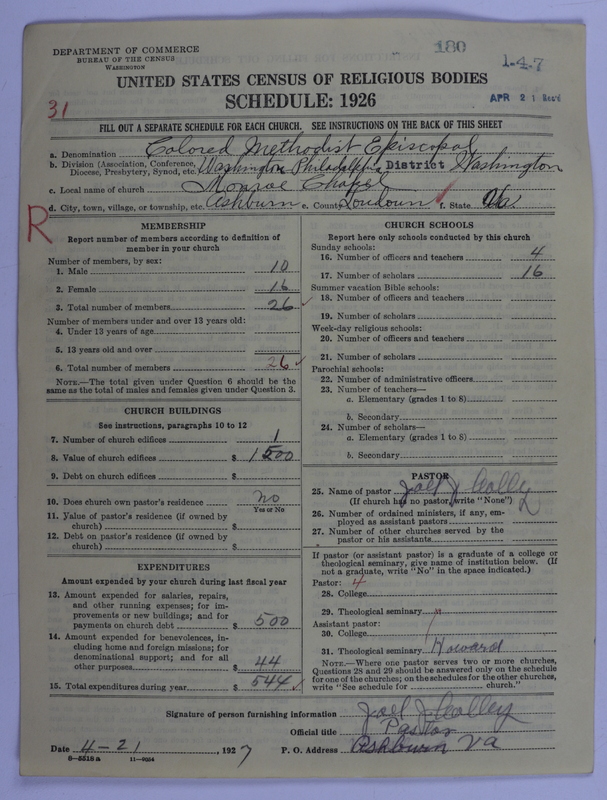 DEPARTMENT OF COMMERCE
BUREAU OF THE CENSUS
WASHINGTON
180
1-4-7
APR 21 Rec'd
31
UNITED STATES CENSUS OF RELIGIOUS BODIES
SCHEDULE: 1926
FILL OUT A SEPARATE SCHEDULE FOR EACH CHURCH. SEE INSTRUCTIONS ON THE BACK OF THIS SHEET
a. Denomination Colored Methodist Episcopal
b. Division (Association, Conference, Diocese, Presbytery, Synod, etc. Washington Philadelphia District Washington
c. Local name of church Monroe Chapel
d. City, town, village, or township, etc. Ashburn e. County Loudoun f. State Va.
R
MEMBERSHIP
Report number of members according to definition of
member in your church
Number of members, by sex:
1. Male 10
2. Female 16
3. Total number of members 26
Number of members under and over 13 years old:
4. Under 13 years of age
5. 13 years old and over
6. Total number of members 26
NOTE.—The total given under Question 6 should be the
same as the total of males and females given under Question 3.
CHURCH BUILDINGS
See instructions, paragraphs 10 to 12
7. Number of church edifices 1
8. Value of church edifices $ 1500
9. Debt on church edifices $
10. Does church own pastor's residence No
Yes or No
11. Value of pastor's residence (if owned by
church) $
12. Debt on pastor's residence (if owned by
church) $
EXPENDITURES
Amount expended by your church during last fiscal year
13. Amount expended for salaries, repairs,
and other running expenses; for im-
provements or new buildings; and for
payments on church debt $ 500
14. Amount expended for benevolences, in-
cluding home and foreign missions; for
denominational support; and for all
other purposes $ 44
15. Total expenditures during year $ 544
CHURCH SCHOOLS
Report here only schools conducted by this church
Sunday schools:
16. Number of officers and teachers 4
17. Number of scholars 16
Summer vacation Bible schools:
18. Number of officers and teachers
19. Number of scholars
Week-day religious schools:
20. Number of officers and teachers
21. Number of scholars
Parochial schools:
22. Number of administrative officers
23. Number of teachers—
a. Elementary (grades 1 to 8)
b. Secondary
24. Number of scholars—
a. Elementary (grades 1 to 8)
b. Secondary
PASTOR
25. Name of pastor Joel J
(If church has no pastor, write "None")
26. Number of ordained ministers, if any, em-
ployed as assistant pastors
27. Number of other churches served by the
pastor or his assistants
If pastor (or assistant pastor) is a graduate of a college or
theological seminary, give name of institution below. (If
not a graduate, write "No" in the space indicated.)
Pastor: 4
28. College
29. Theological seminary 31
Assistant pastor:
30. College
31. Theological seminary Howard
NOTE.—Where one pastor serves two or more churches,
Questions 28 and 29 should be answered only on the schedule
for one of the churches; on the schedules for the other churches,
write "See schedule for church."
Signature of person furnishing information Joel J
Official title Pastor
Date 4-21, 1927 P. O. Address Ashburn Va
8-5518 a 11-9024